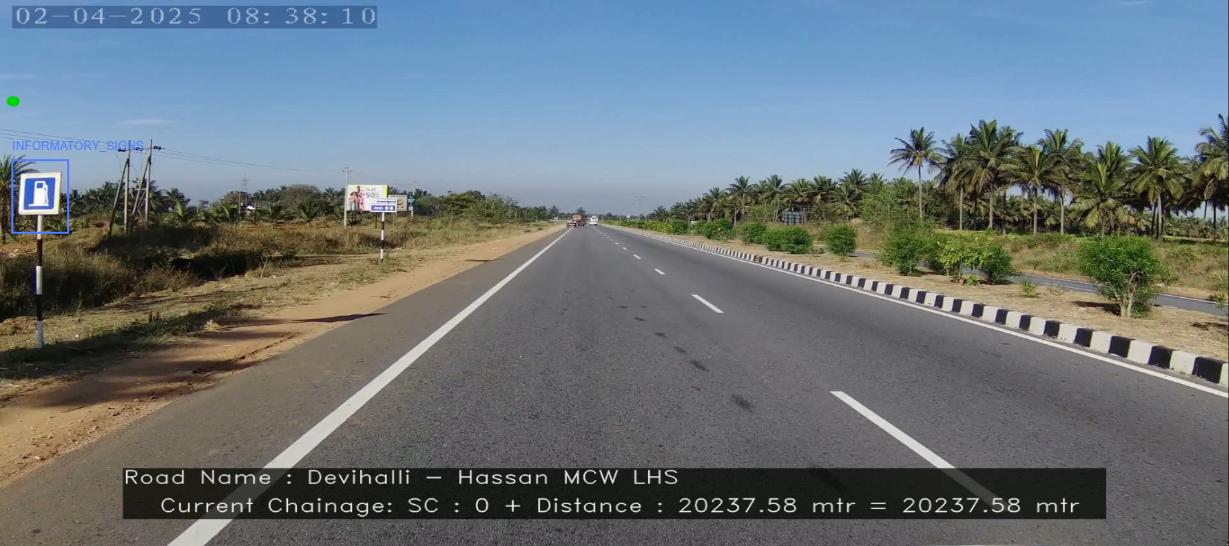 02-04-2025 08:38:10
INFORMATORY_SIGNS
Road Name : Devihalli - Hassan MCW LHS
Current Chainage: SC : 0 + Distance : 20237.58 mtr = 20237.58 mtr